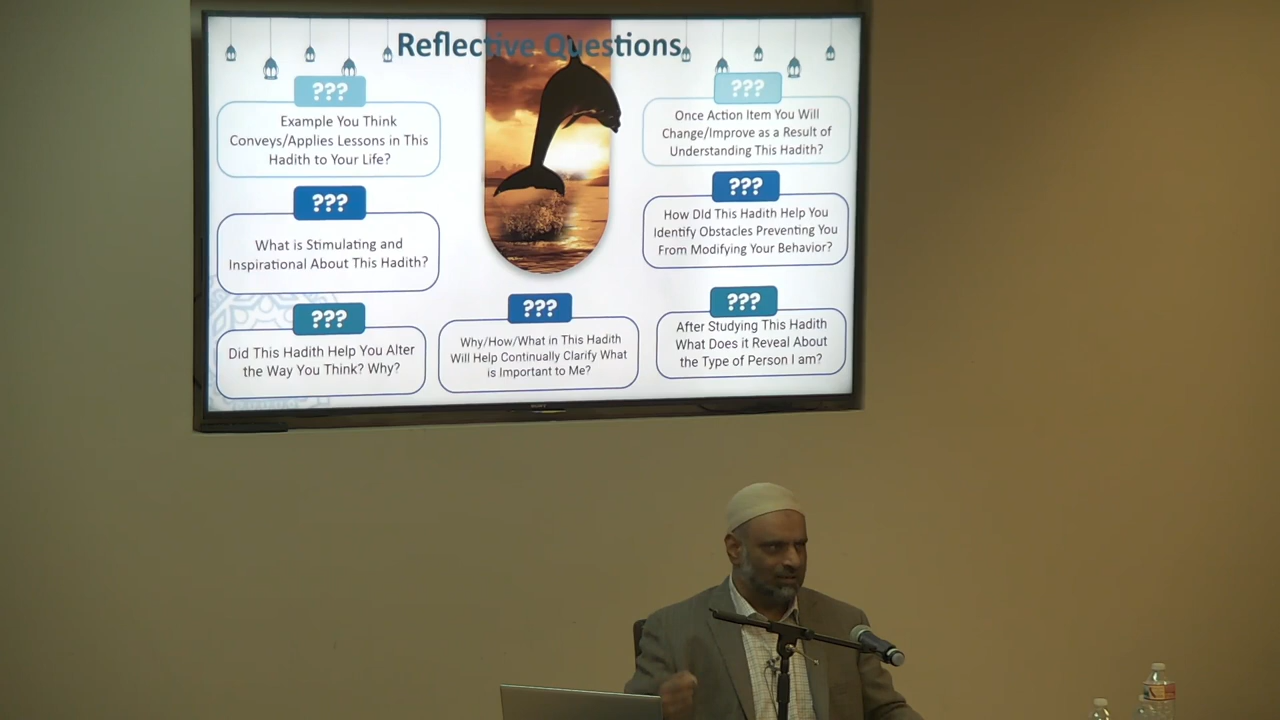 Reflective Questions
???
Example You Think
Conveys/Applies Lessons in This
Hadith to Your Life?
???
What is Stimulating and
Inspirational About This Hadith?
???
Did This Hadith Help You Alter
the Way You Think? Why?
???
Why/How/What in This Hadith
Will Help Continually Clarify What
is Important to Me?
???
Once Action Item You Will
Change/Improve as a Result of
Understanding This Hadith?
???
How DId This Hadith Help You
Identify Obstacles Preventing You
From Modifying Your Behavior?
???
After Studying This Hadith
What Does it Reveal About
the Type of Person I am?
SONY